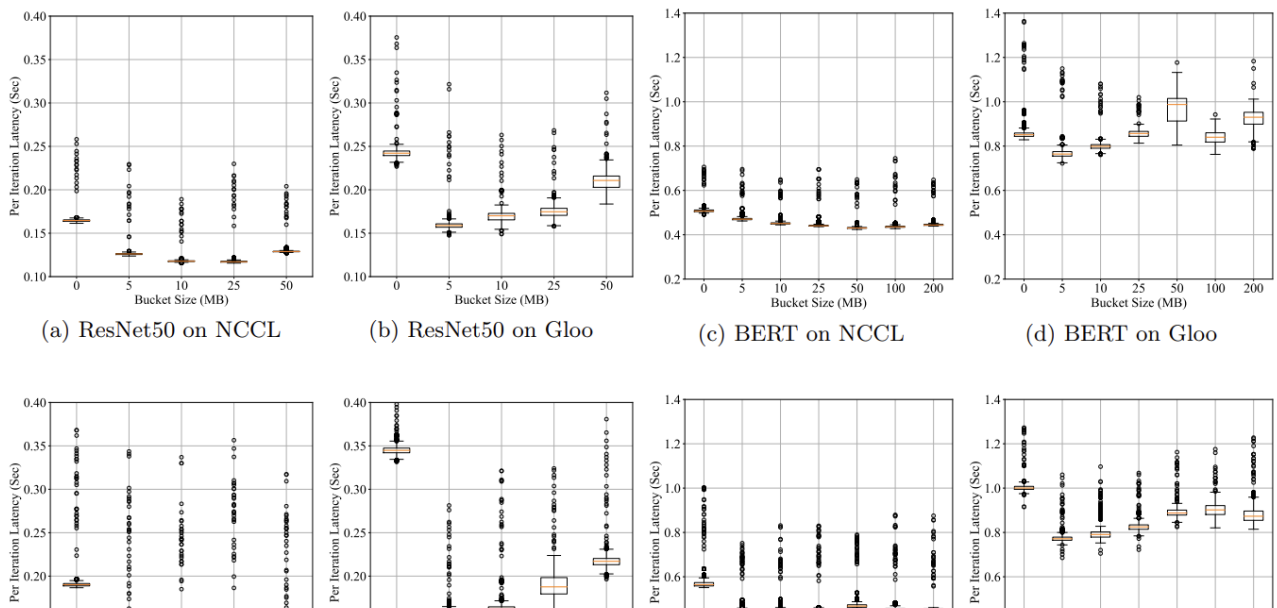 0.40 0.40 1.4 1.4
0.35 0.35 1.2 1.2
0.30 0.30 1.0 1.0
0.25 0.25 0.8 0.8
0.20 0.20 0.6 0.6
0.15 0.15 0.4 0.4
0.10 0.10 0.2 0.2
Per Iteration Latency (Sec) Per Iteration Latency (Sec) Per Iteration Latency (Sec) Per Iteration Latency (Sec)
0 5 10 25 50 0 5 10 25 50 0 5 10 25 50 100 200 0 5 10 25 50 100 200
Bucket Size (MB) Bucket Size (MB) Bucket Size (MB) Bucket Size (MB)
(a) ResNet50 on NCCL (b) ResNet50 on Gloo (c) BERT on NCCL (d) BERT on Gloo
0.40 0.40 1.4 1.4
0.35 0.35 1.2 1.2
0.30 0.30 1.0 1.0
0.25 0.25 0.8 0.8
0.20 0.20 0.6 0.6
Per Iteration Latency (Sec) Per Iteration Latency (Sec) Per Iteration Latency (Sec) Per Iteration Latency (Sec)